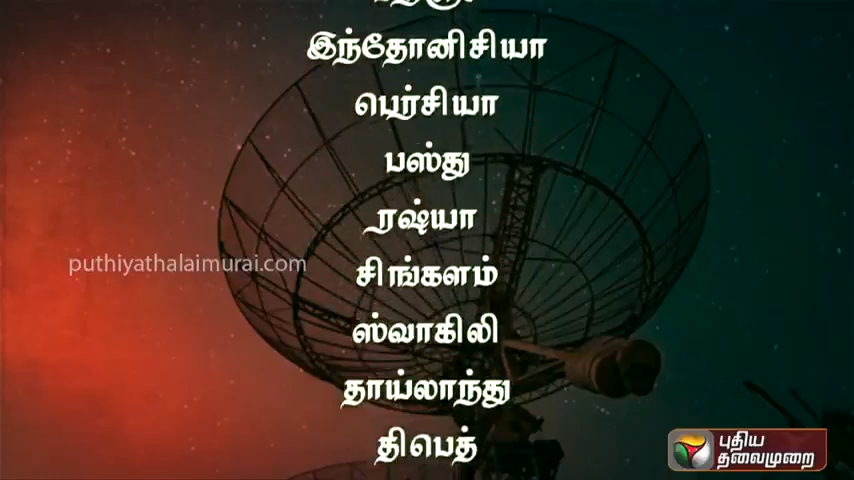 இந்தோனிசியா
பெர்சியா
பஸ்து
ரஷ்யா
puthiyathalaimurai.com
சிங்களம்
ஸ்வாகிலி
தாய்லாந்து
திபெத்
புதிய
தலைமுறை